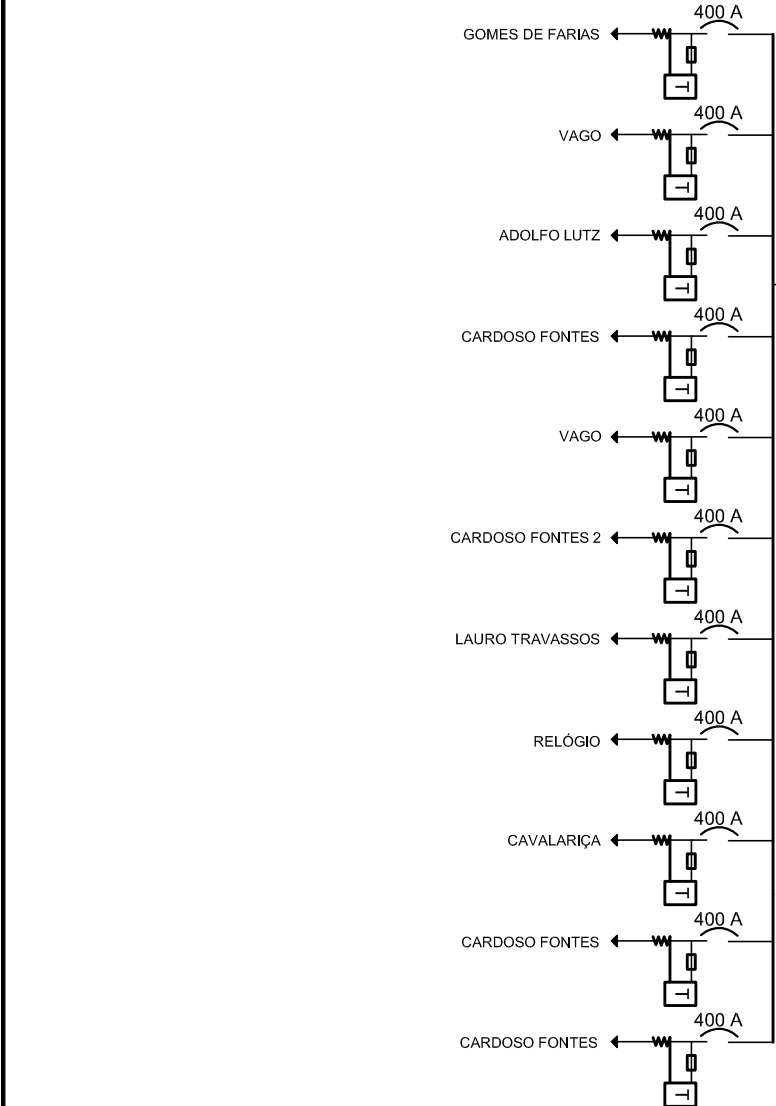 400 A
GOMES DE FARIAS
T
400 A
VAGO
T
400 A
ADOLFO LUTZ
T
400 A
CARDOSO FONTES
T
400 A
VAGO
T
400 A
CARDOSO FONTES 2
T
400 A
LAURO TRAVASSOS
T
400 A
RELÓGIO
T
400 A
CAVALARIÇA
T
400 A
CARDOSO FONTES
T
400 A
CARDOSO FONTES
T